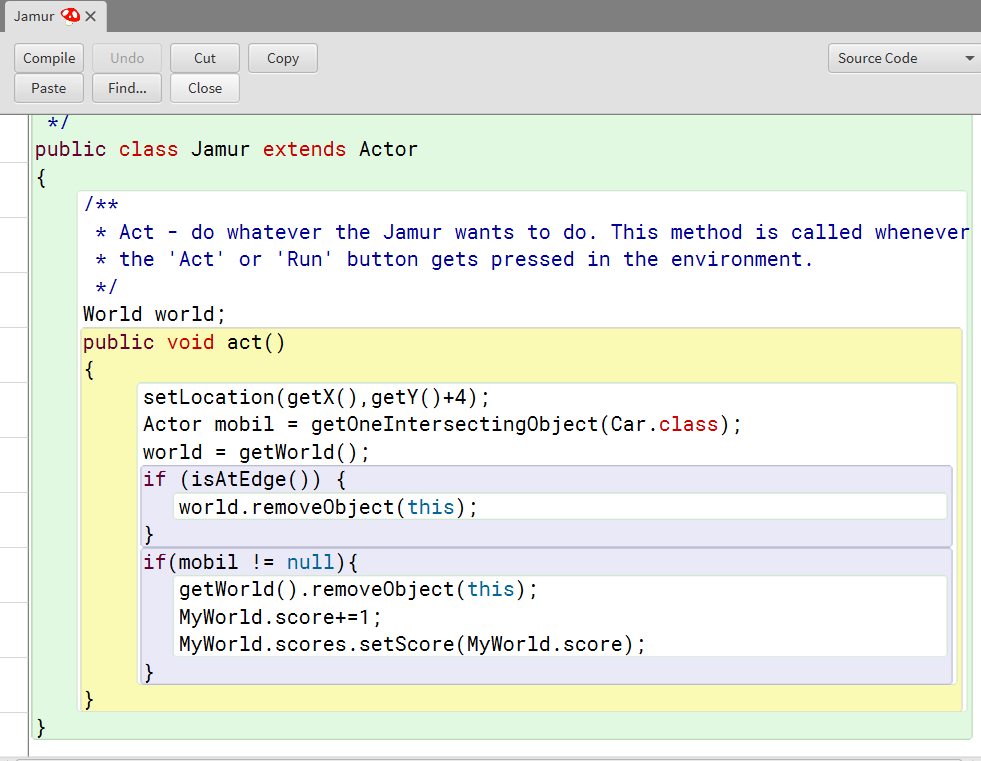 Jamur
Compile Undo Cut Copy Source Code
Paste Find... Close
*/
public class Jamur extends Actor
{
/**
* Act - do whatever the Jamur wants to do. This method is called whenever
* the 'Act' or 'Run' button gets pressed in the environment.
*/
World world;
public void act()
{
setLocation(getX(),getY()+4);
Actor mobil = getOneIntersectingObject(Car.class);
world = getWorld();
if (isAtEdge()) {
world.removeObject(this);
}
if(mobil != null){
getWorld().removeObject(this);
MyWorld.score+=1;
MyWorld.scores.setScore(MyWorld.score);
}
}
}